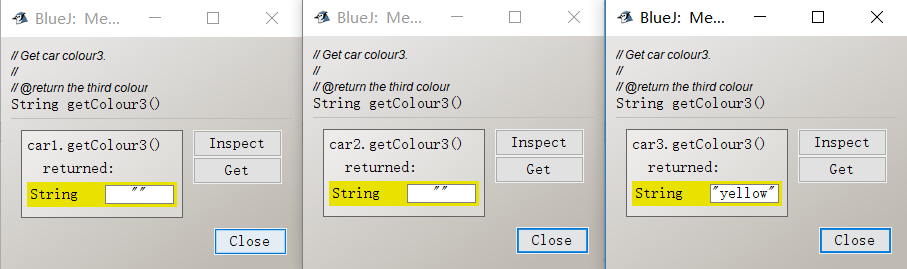 BlueJ: Me...
// Get car colour3.
//
// @return the third colour
String getColour3()
car1.getColour3()
returned:
String ""
Inspect
Get
Close
BlueJ: Me...
// Get car colour3.
//
// @return the third colour
String getColour3()
car2.getColour3()
returned:
String ""
Inspect
Get
Close
BlueJ: Me...
// Get car colour3.
//
// @return the third colour
String getColour3()
car3.getColour3()
returned:
String "yellow"
Inspect
Get
Close